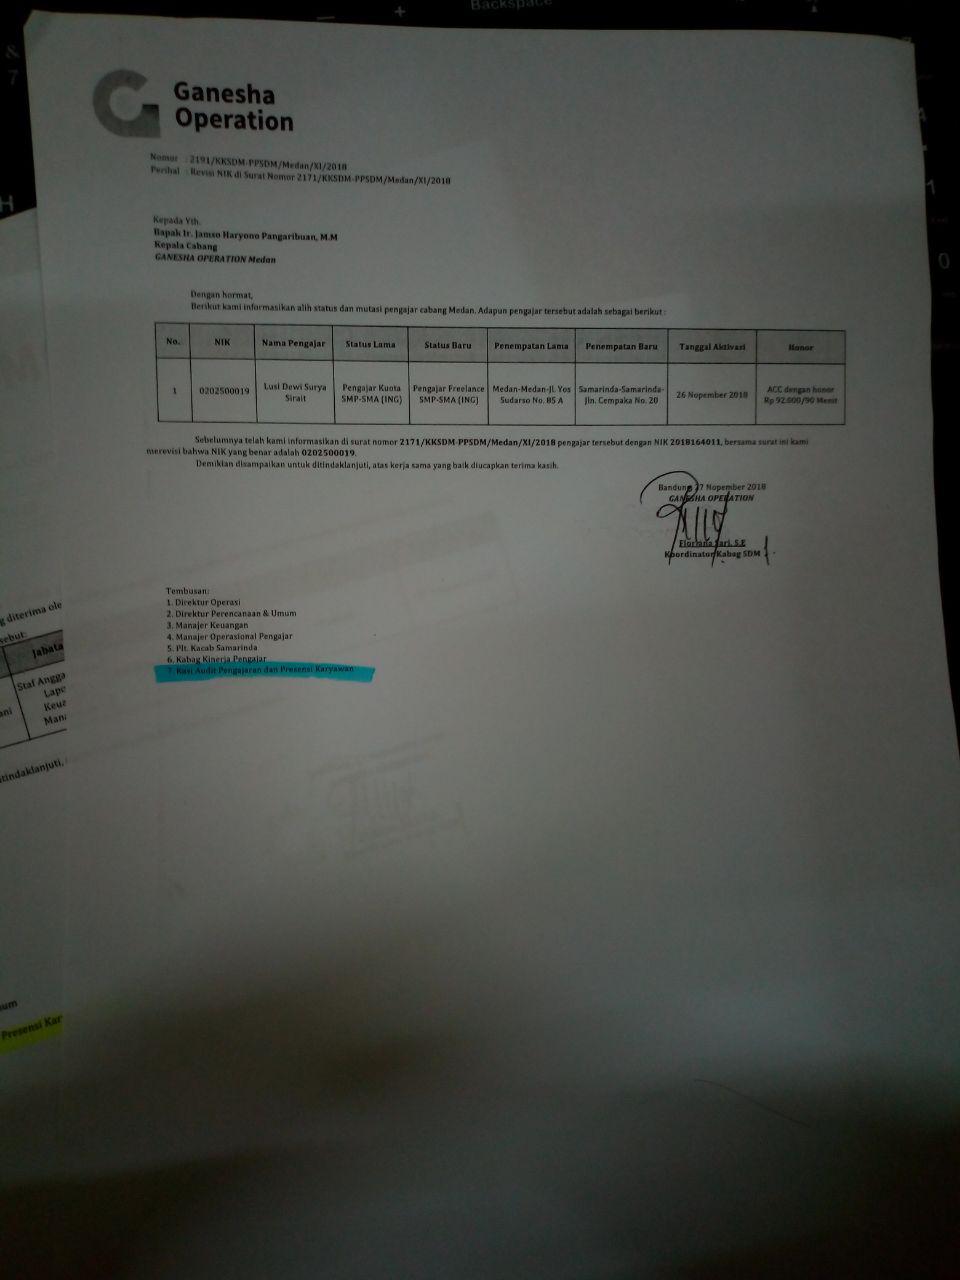 Backspace
Ganesha
Operation
Nomor : 2191/KKSDM-PPSDM/Medan/XI/2018
Perihal : Revisi NIK di Surat Nomor 2171/KKSDM-PPSDM/Medan/XI/2018
Kepada Yth.
Bapak Ir. Jamso Haryono Pangaribuan, M.M
Kepala Cabang
GANESHA OPERATION Medan
Dengan hormat,
Berikut kami informasikan alih status dan mutasi pengajar cabang Medan. Adapun pengajar tersebut adalah sebagai berikut :
No. NIK Nama Pengajar Status Lama Status Baru Penempatan Lama Penempatan Baru Tanggal Aktivasi Honor
1 0202500019 Lusi Dewi Surya Sirait Pengajar Kuota SMP-SMA (ING) Pengajar Freelance SMP-SMA (ING) Medan-Medan-Jl. Yos Sudarso No. 85 A Samarinda-Samarinda-Jln. Cempaka No. 20 26 Nopember 2018 ACC dengan honor Rp 92.000/90 Menit
Sebelumnya telah kami informasikan di surat nomor 2171/KKSDM-PPSDM/Medan/XI/2018 pengajar tersebut dengan NIK 2018164011, bersama surat ini kami
merevisi bahwa NIK yang benar adalah 0202500019.
Demikian disampaikan untuk ditindaklanjuti, atas kerja sama yang baik diucapkan terima kasih.
Bandung 27 Nopember 2018
GANESHA OPERATION
Sari, S.E
Koordinator Kabag SDM
Tembusan:
1. Direktur Operasi
2. Direktur Perencanaan & Umum
3. Manajer Keuangan
4. Manajer Operasional Pengajar
5. Plt. Kacab Samarinda
6. Kabag Kinerja Pengajar
7. Kasi Audit Pengajaran dan Presensi Karyawan
g diterima ole
sebut:
Jabata
Staf Angga
Lapo
Keua
ani
Mana
itindaklanjuti,
um
Presensi Kar